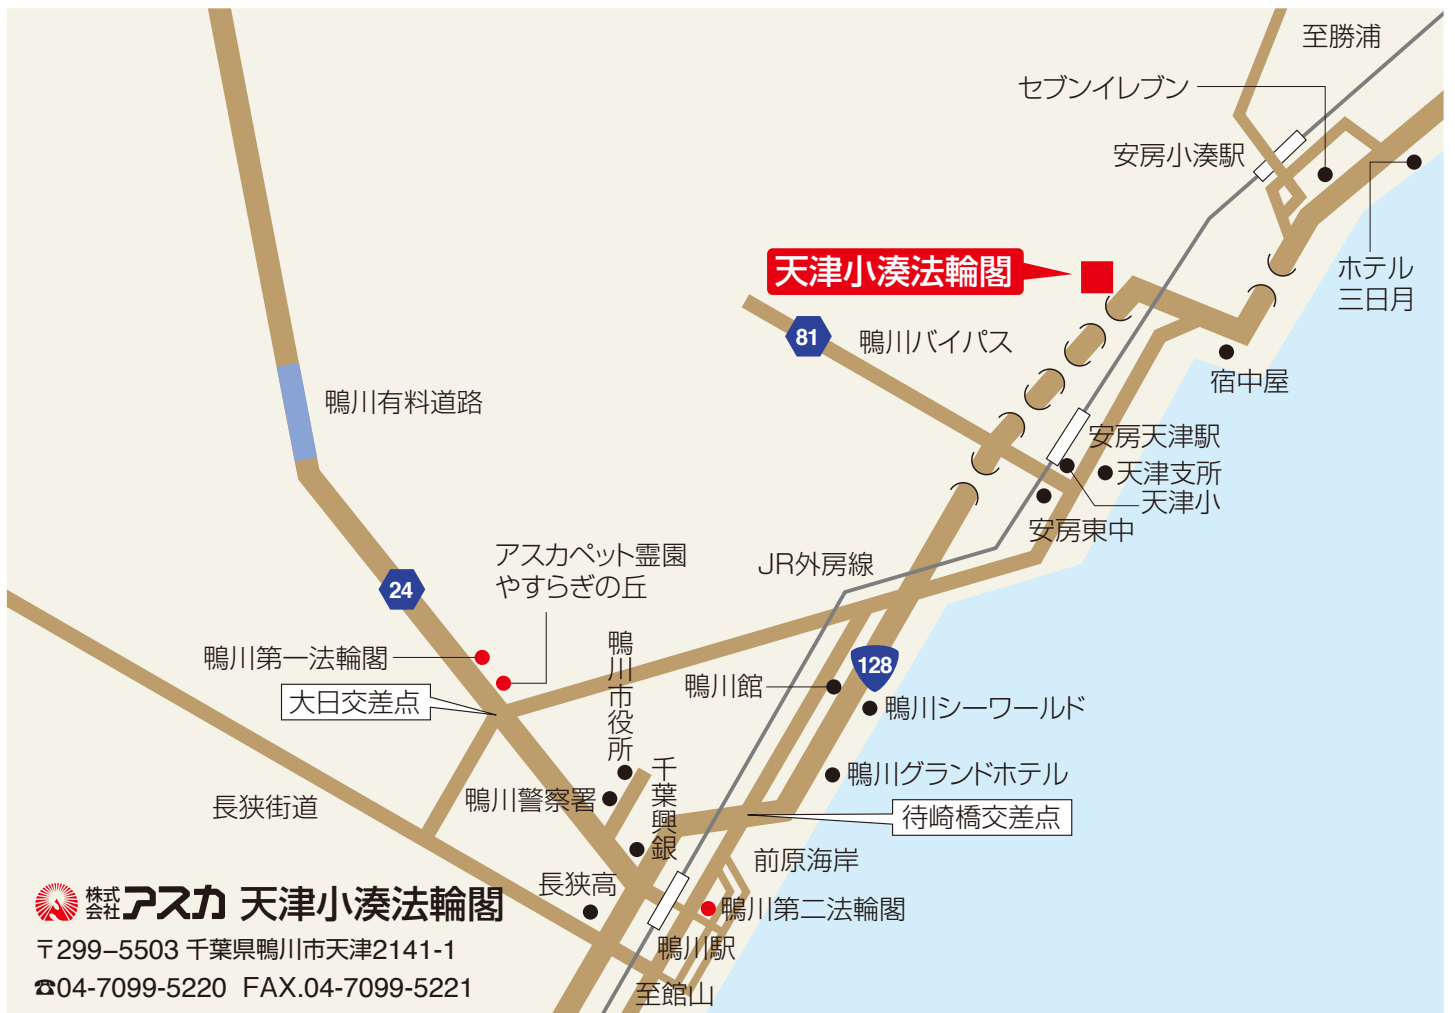 至勝浦
セブンイレブン
安房小湊駅
天津小湊法輪閣
ホテル
三日月
81
鴨川バイパス
宿中屋
鴨川有料道路
安房天津駅
天津支所
天津小
安房東中
アスカペット霊園
やすらぎの丘
JR外房線
24
鴨川市役所
鴨川第一法輪閣
128
鴨川館
大日交差点
鴨川シーワールド
千葉興銀
鴨川グランドホテル
長狭街道
鴨川警察署
待崎橋交差点
前原海岸
長狭高
鴨川第二法輪閣
鴨川駅
至館山
株式会社アスカ 天津小湊法輪閣
〒299–5503 千葉県鴨川市天津2141-1
☎04-7099-5220 FAX.04-7099-5221